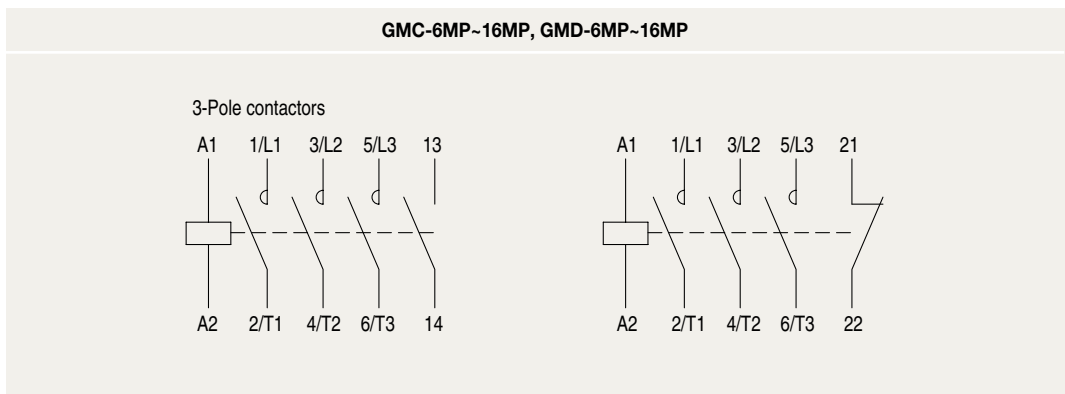 GMC-6MP~16MP, GMD-6MP~16MP
3-Pole contactors
A1 1/L1 3/L2 5/L3 13 A1 1/L1 3/L2 5/L3 21
A2 2/T1 4/T2 6/T3 14 A2 2/T1 4/T2 6/T3 22